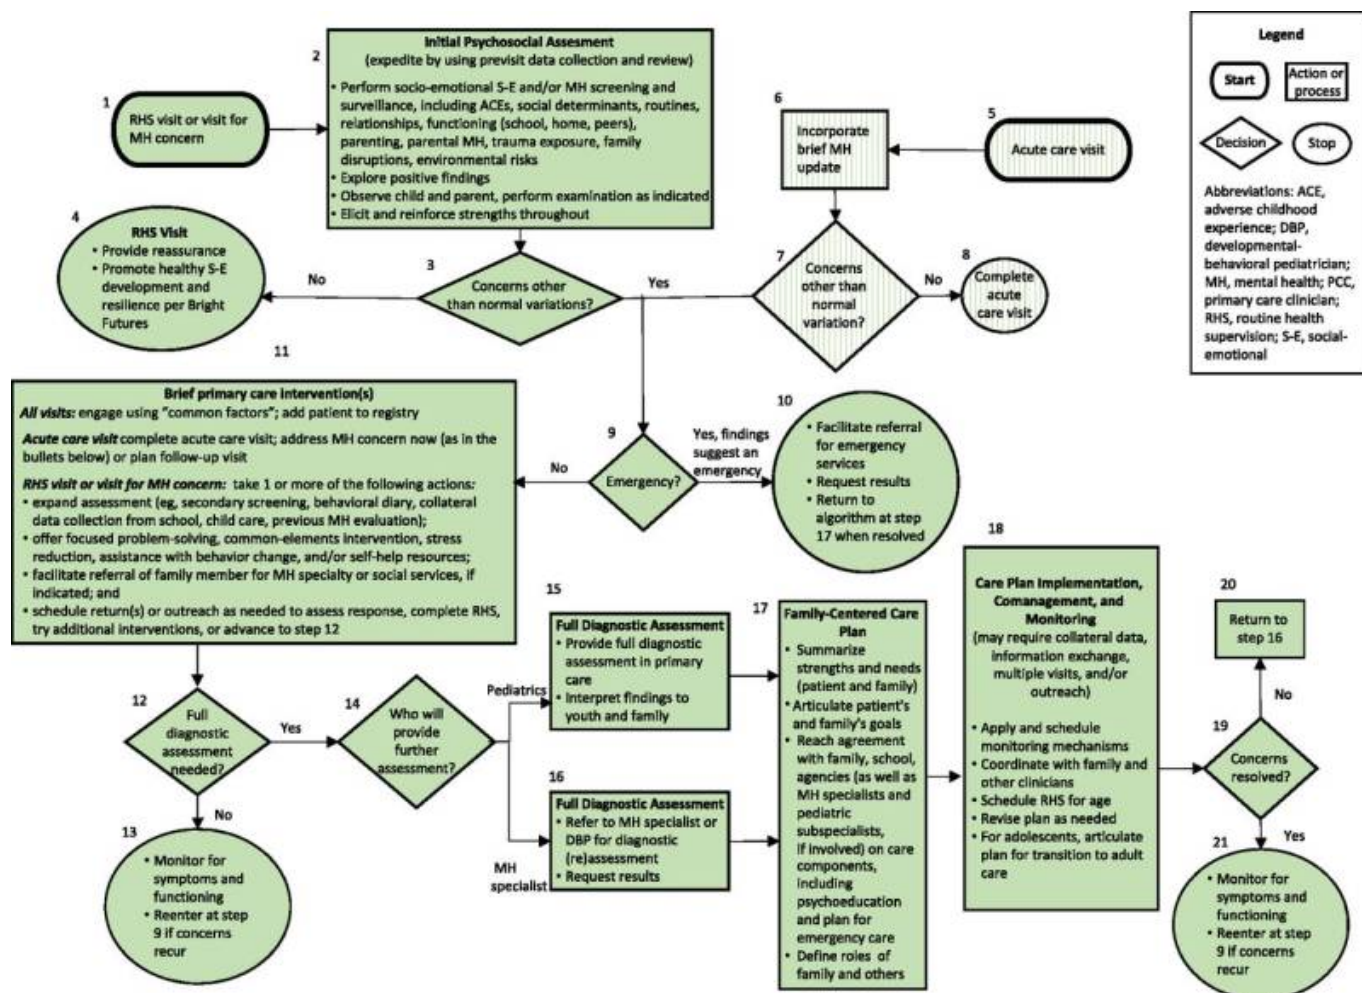 1
RHS visit or visit for
MH concern
2
Initial Psychosocial Assesment
(expedite by using previsit data collection and review)
• Perform socio-emotional S-E and/or MH screening and
surveillance, including ACEs, social determinants, routines,
relationships, functioning (school, home, peers),
parenting, parental MH, trauma exposure, family
disruptions, environmental risks
• Explore positive findings
• Observe child and parent, perform examination as indicated
• Elicit and reinforce strengths throughout
3
Concerns other
than normal variations?
No
Yes
4
RHS Visit
• Provide reassurance
• Promote healthy S-E
development and
resilience per Bright
Futures
5
Acute care visit
6
Incorporate
brief MH
update
7
Concerns
other than
normal
variation?
No
8
Complete
acute
care visit
Legend
Start
Action or
process
Decision
Stop
Abbreviations: ACE,
adverse childhood
experience; DBP,
developmental-
behavioral pediatrician;
MH, mental health; PCC,
primary care clinician;
RHS, routine health
supervision; S-E, social-
emotional
9
Emergency?
No
Yes, findings
suggest an
emergency
10
• Facilitate referral
for emergency
services
• Request results
• Return to
algorithm at step
17 when resolved
11
Brief primary care intervention(s)
All visits: engage using "common factors"; add patient to registry
Acute care visit complete acute care visit; address MH concern now (as in the
bullets below) or plan follow-up visit
RHS visit or visit for MH concern: take 1 or more of the following actions:
• expand assessment (eg, secondary screening, behavioral diary, collateral
data collection from school, child care, previous MH evaluation);
• offer focused problem-solving, common-elements intervention, stress
reduction, assistance with behavior change, and/or self-help resources;
• facilitate referral of family member for MH specialty or social services, if
indicated; and
• schedule return(s) or outreach as needed to assess response, complete RHS,
try additional interventions, or advance to step 12
12
Full
diagnostic
assessment
needed?
Yes
No
13
• Monitor for
symptoms and
functioning
• Reenter at step
9 if concerns
recur
14
Who will
provide
further
assessment?
Pediatrics
MH
specialist
15
Full Diagnostic Assessment
• Provide full diagnostic
assessment in primary
care
• Interpret findings to
youth and family
16
Full Diagnostic Assessment
• Refer to MH specialist or
DBP for diagnostic
(re)assessment
• Request results
17
Family-Centered Care
Plan
• Summarize
strengths and needs
(patient and family)
• Articulate patient's
and family's goals
• Reach agreement
with family, school,
agencies (as well as
MH specialists and
pediatric
subspecialists,
if involved) on care
components,
including
psychoeducation
and plan for
emergency care
• Define roles of
family and others
18
Care Plan Implementation,
Comanagement, and
Monitoring
(may require collateral data,
information exchange,
multiple visits, and/or
outreach)
• Apply and schedule
monitoring mechanisms
• Coordinate with family and
other clinicians
• Schedule RHS for age
• Revise plan as needed
• For adolescents, articulate
plan for transition to adult
care
19
Concerns
resolved?
No
Yes
20
Return to
step 16
21
• Monitor for
symptoms and
functioning
• Reenter at step
9 if concerns
recur